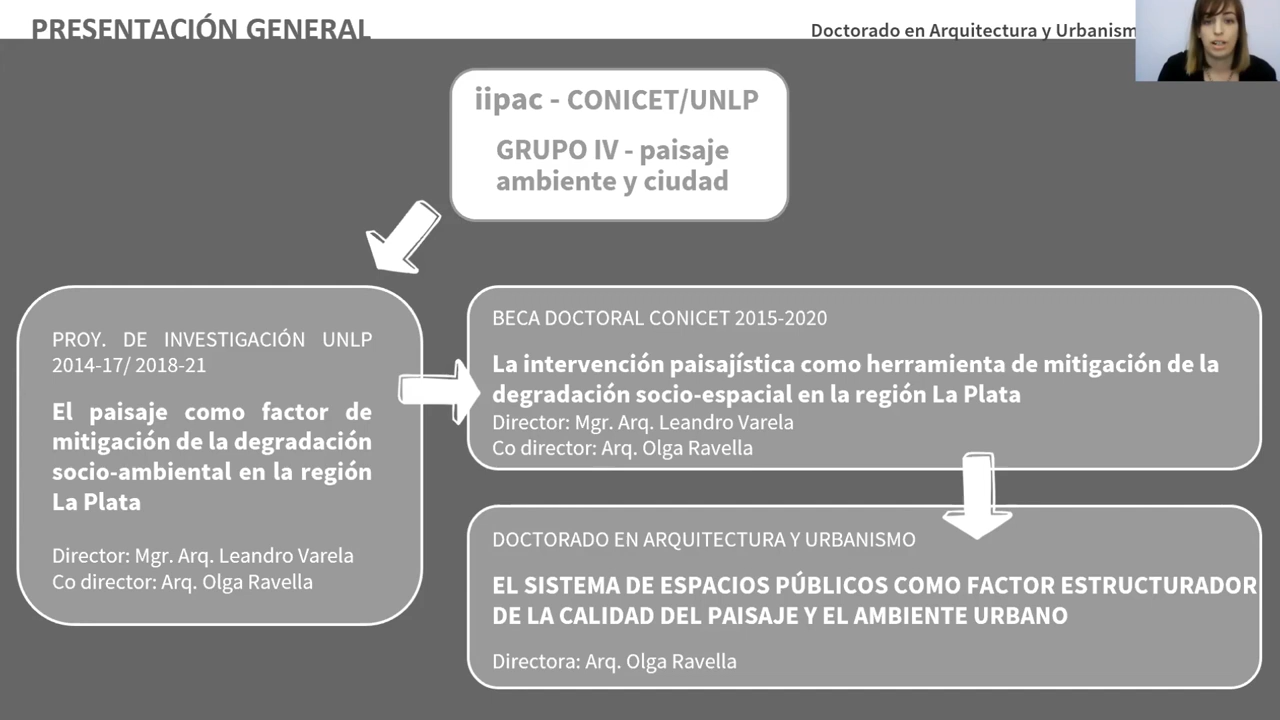 PRESENTACIÓN GENERAL
Doctorado en Arquitectura y Urbanism
iipac - CONICET/UNLP
GRUPO IV - paisaje
ambiente y ciudad
PROY. DE INVESTIGACIÓN UNLP
2014-17/ 2018-21
El paisaje como factor de
mitigación de la degradación
socio-ambiental en la región
La Plata
Director: Mgr. Arq. Leandro Varela
Co director: Arq. Olga Ravella
BECA DOCTORAL CONICET 2015-2020
La intervención paisajística como herramienta de mitigación de la
degradación socio-espacial en la región La Plata
Director: Mgr. Arq. Leandro Varela
Co director: Arq. Olga Ravella
DOCTORADO EN ARQUITECTURA Y URBANISMO
EL SISTEMA DE ESPACIOS PÚBLICOS COMO FACTOR ESTRUCTURADOR
DE LA CALIDAD DEL PAISAJE Y EL AMBIENTE URBANO
Directora: Arq. Olga Ravella